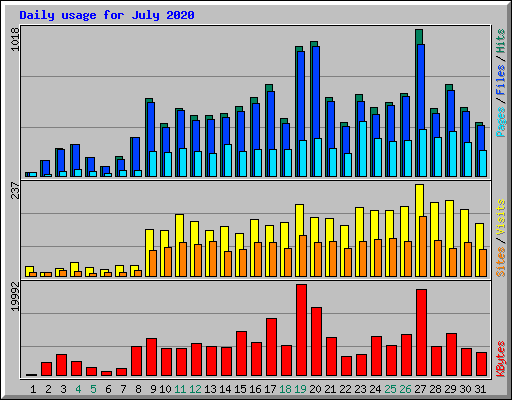 Daily usage for July 2020
1018
Pages / Files / Hits
237
Sites / Visits
19992
KBytes
1 2 3 4 5 6 7 8 9 10 11 12 13 14 15 16 17 18 19 20 21 22 23 24 25 26 27 28 29 30 31